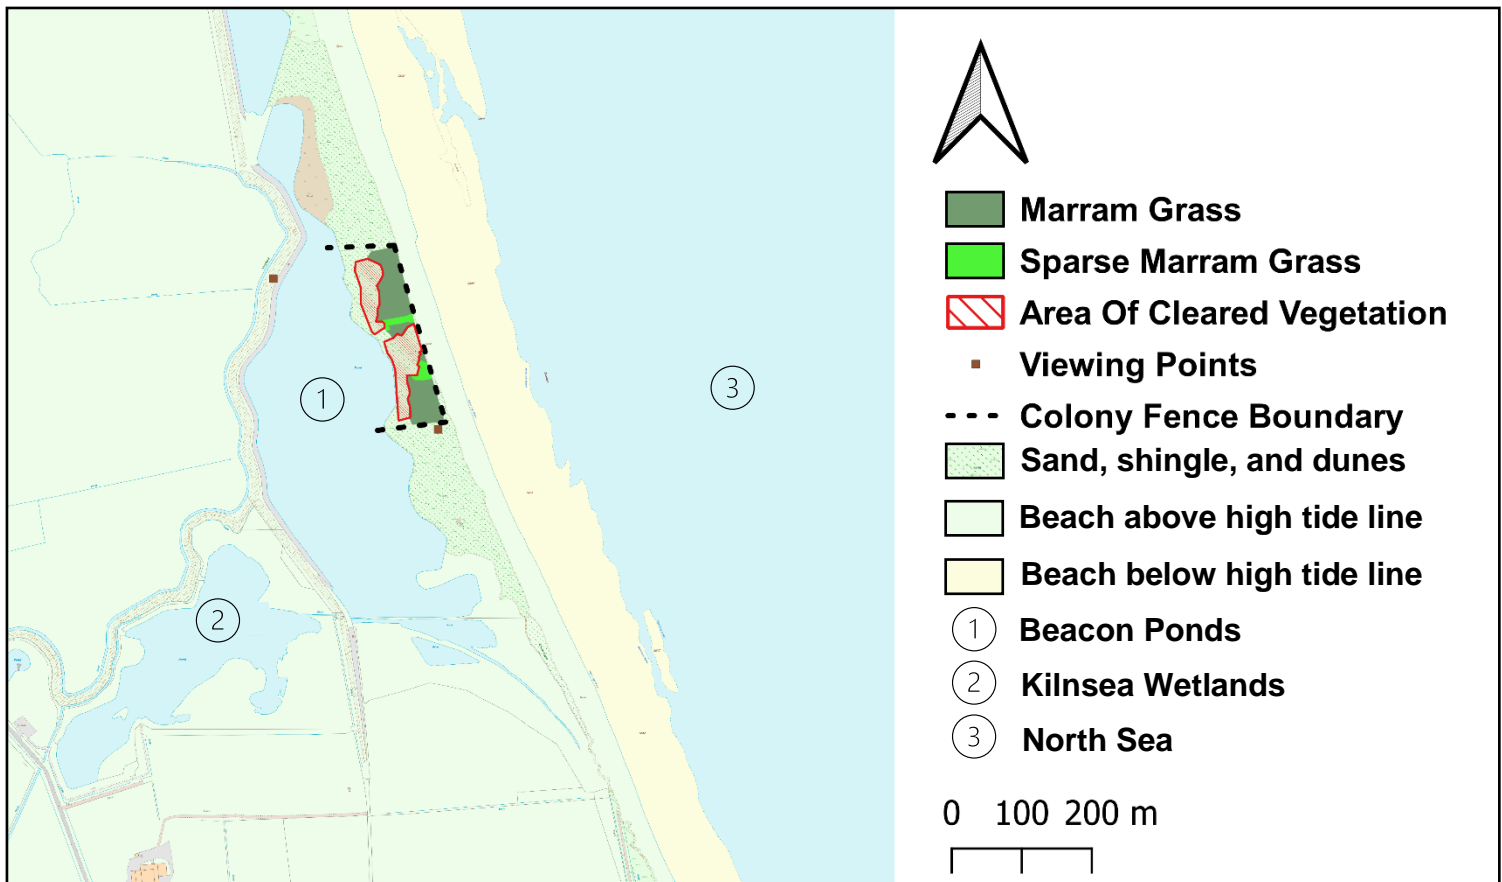 Marram Grass
Sparse Marram Grass
Area Of Cleared Vegetation
Viewing Points
Colony Fence Boundary
Sand, shingle, and dunes
Beach above high tide line
Beach below high tide line
1 Beacon Ponds
2 Kilnsea Wetlands
3 North Sea
0 100 200 m
1
2
3